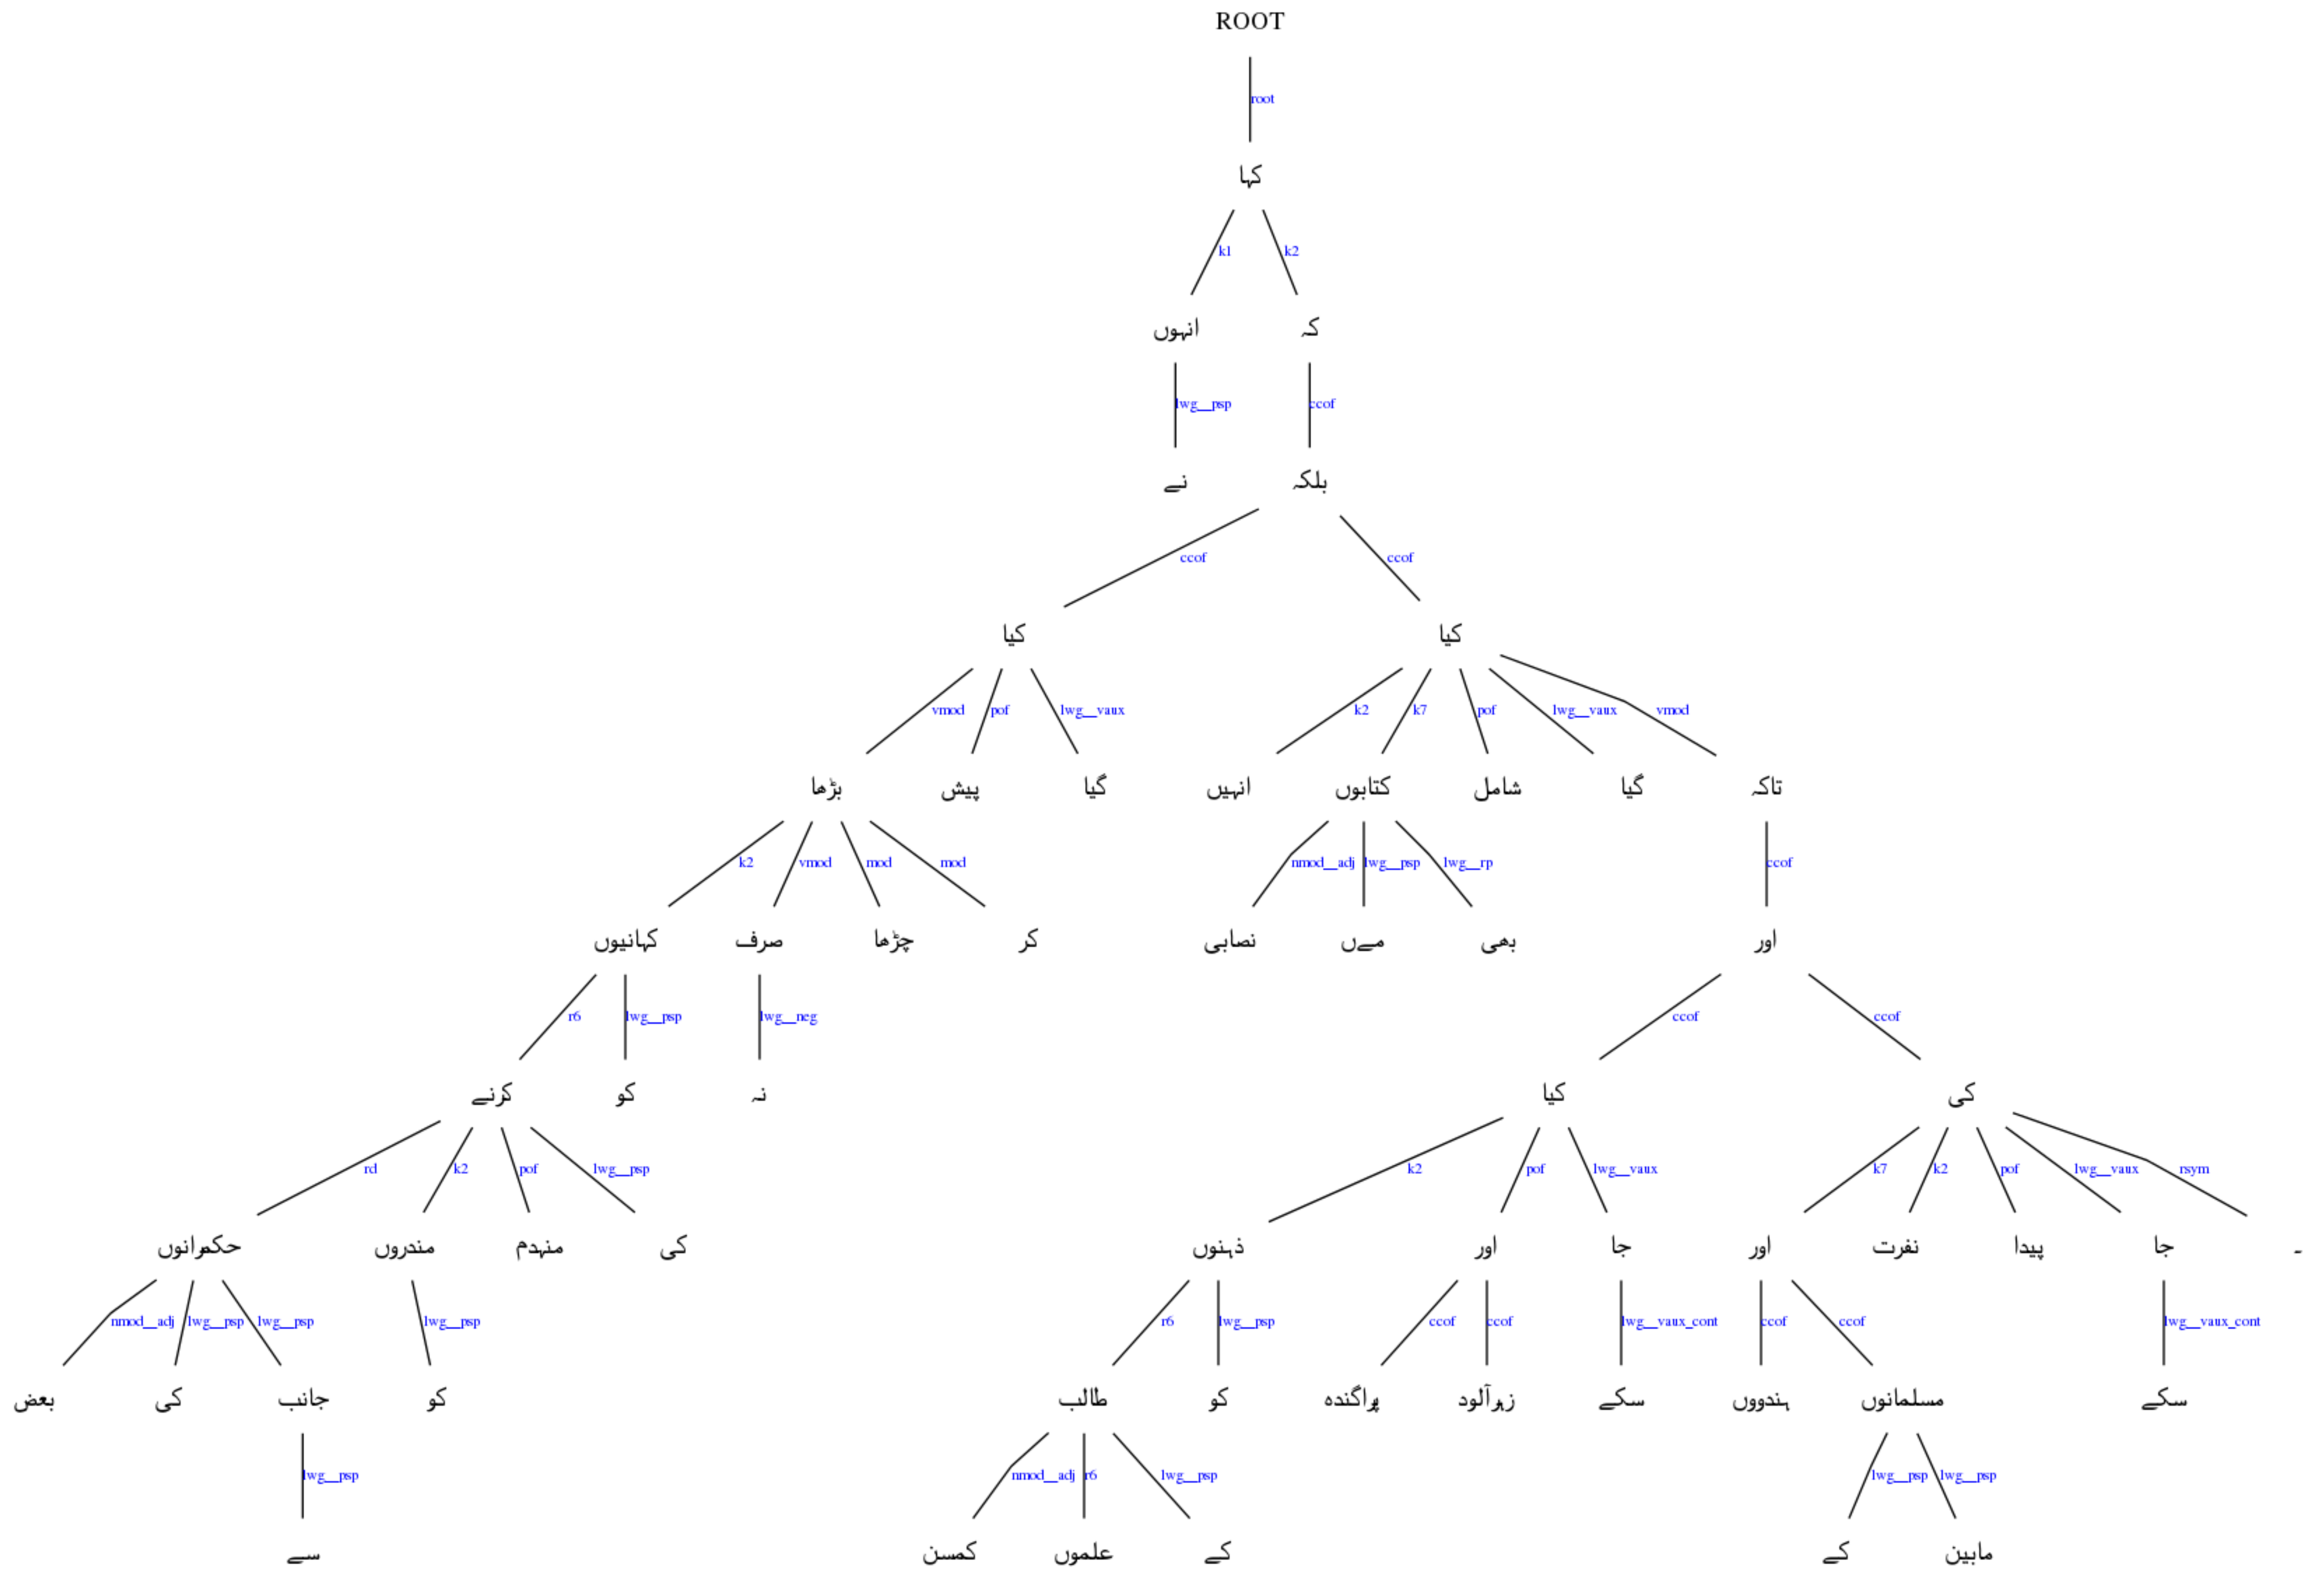 ROOT
root
کہا
k1 k2
انہوں کہ
lwg__psp ccof
نے بلکہ
ccof ccof
کیا کیا
vmod pof lwg__vaux k2 k7 pof lwg__vaux vmod
بڑھا پیش گیا انہیں کتابوں شامل گیا تاکہ
k2 vmod mod mod nmod__adj lwg__psp lwg__rp ccof
کہانیوں صرف چڑھا کر نصابی مےں بھی اور
r6 lwg__psp lwg__neg ccof ccof
کرنے کو نہ کیا کی
rd k2 pof lwg__psp k2 pof lwg__vaux k7 k2 pof lwg__vaux rsym
حکمرانوں مندروں منہدم کی ذہنوں اور جا اور نفرت پیدا جا ۔
nmod__adj lwg__psp lwg__psp lwg__psp r6 lwg__psp ccof ccof lwg__vaux_cont ccof ccof lwg__vaux_cont
بعض کی جانب کو طالب کو پراگندہ زہرآلود سکے ہندووں مسلمانوں سکے
lwg__psp nmod__adj r6 lwg__psp lwg__psp lwg__psp
سے کمسن علموں کے کے مابین